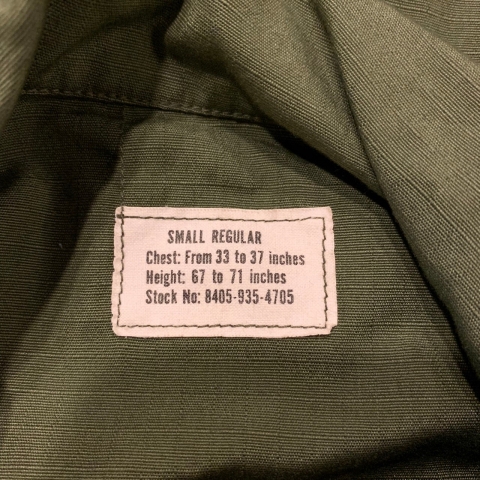 SMALL REGULAR
Chest: From 33 to 37 inches
Height: 67 to 71 inches
Stock No: 8405-935-4705